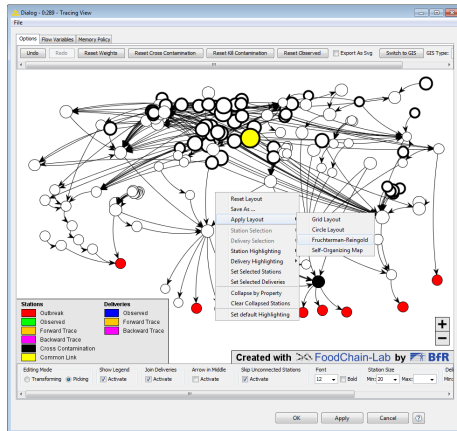 Dialog - 0:289 - Tracing View
File
Options Flow Variables Memory Policy
Undo Redo Reset Weights Reset Cross Contamination Reset Kill Contamination Reset Observed Export As Svg Switch to GIS GIS Type:
Reset Layout
Save As ...
Apply Layout
Station Selection
Delivery Selection
Station Highlighting
Delivery Highlighting
Set Selected Stations
Set Selected Deliveries
Collapse by Property
Clear Collapsed Stations
Set default Highlighting
Grid Layout
Circle Layout
Fruchterman-Reingold
Self-Organizing Map
Stations Deliveries
Outbreak Observed
Observed Forward Trace
Forward Trace Backward Trace
Backward Trace
Cross Contamination
Common Link
+
−
Created with FoodChain-Lab by BfR
Editing Mode Show Legend Join Deliveries Arrow in Middle Skip Unconnected Stations Font Station Size Deli
Transforming Picking Activate Activate Activate Activate 12 Bold Min: 20 Max: Min:
OK Apply Cancel ?